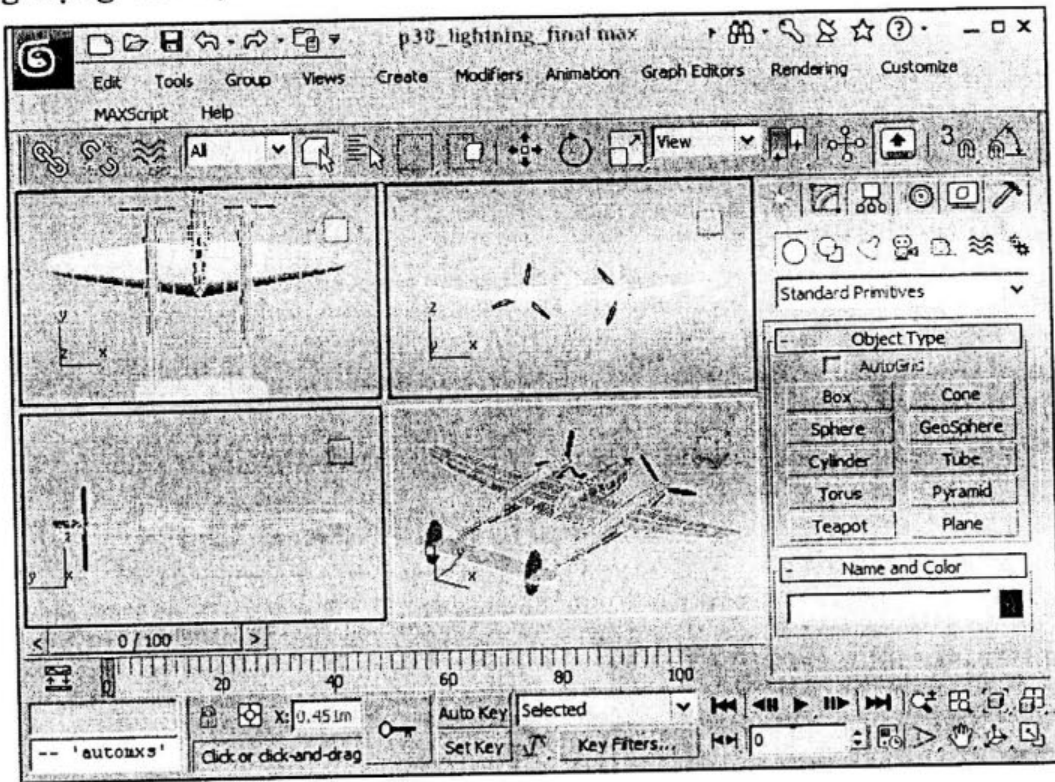 p38_lightning_final.max
Edit Tools Group Views Create Modifiers Animation Graph Editors Rendering Customize
MAXScript Help
All View 3
Standard Primitives
Object Type
AutoGrid
Box Cone
Sphere GeoSphere
Cylinder Tube
Torus Pyramid
Teapot Plane
Name and Color
y
z x
z
y x
z
y x
y
x
< 0 / 100 >
0 20 40 60 80 100
X: 0.451m Auto Key Selected
-- 'automxs' Click or click-and-drag Set Key Key Filters... 0